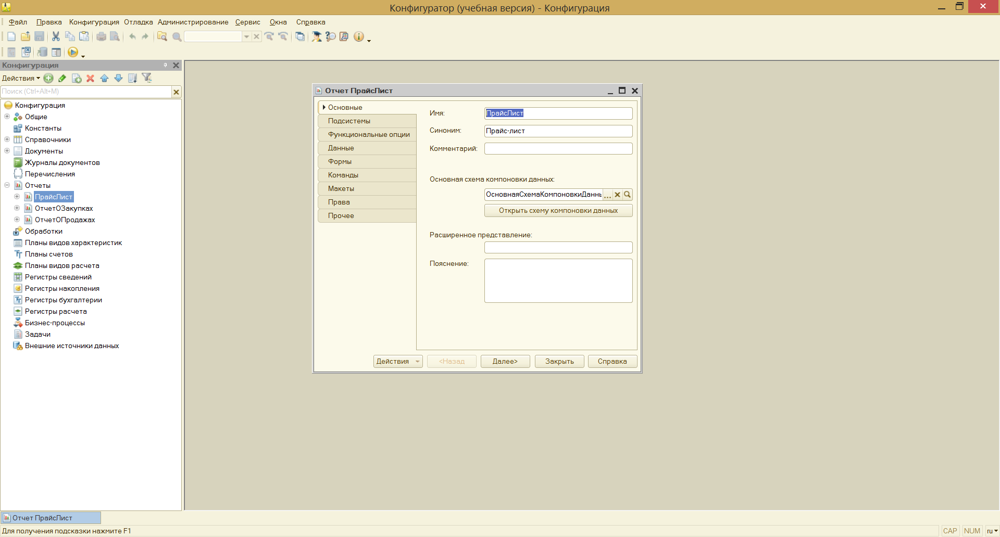 Конфигуратор (учебная версия) - Конфигурация
Файл Правка Конфигурация Отладка Администрирование Сервис Окна Справка
Конфигурация
Действия
Поиск (Ctrl+Alt+M)
Конфигурация
Общие
Константы
Справочники
Документы
Журналы документов
Перечисления
Отчеты
ПрайсЛист
ОтчетОЗакупках
ОтчетОПродажах
Обработки
Планы видов характеристик
Планы счетов
Планы видов расчета
Регистры сведений
Регистры накопления
Регистры бухгалтерии
Регистры расчета
Бизнес-процессы
Задачи
Внешние источники данных
Отчет ПрайсЛист
Основные
Подсистемы
Функциональные опции
Данные
Формы
Команды
Макеты
Права
Прочее
Имя: ПрайсЛист
Синоним: Прайс-лист
Комментарий:
Основная схема компоновки данных:
ОсновнаяСхемаКомпоновкиДаннь ...
Открыть схему компоновки данных
Расширенное представление:
Пояснение:
Действия <Назад Далее> Закрыть Справка
Отчет ПрайсЛист
Для получения подсказки нажмите F1 CAP NUM ru